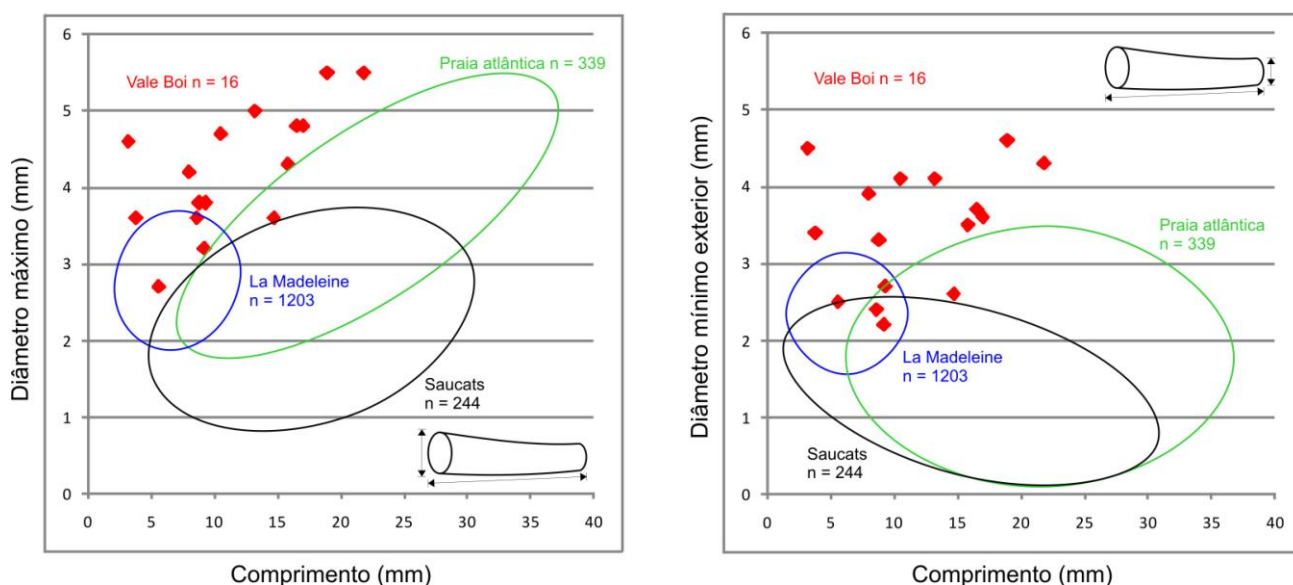 Diâmetro máximo (mm)
6
5
4
3
2
1
0
0 5 10 15 20 25 30 35 40
Comprimento (mm)
Vale Boi n = 16
Praia atlântica n = 339
La Madeleine
n = 1203
Saucats
n = 244
Diâmetro mínimo exterior (mm)
6
5
4
3
2
1
0
0 5 10 15 20 25 30 35 40
Comprimento (mm)
Vale Boi n = 16
Praia atlântica
n = 339
La Madeleine
n = 1203
Saucats
n = 244